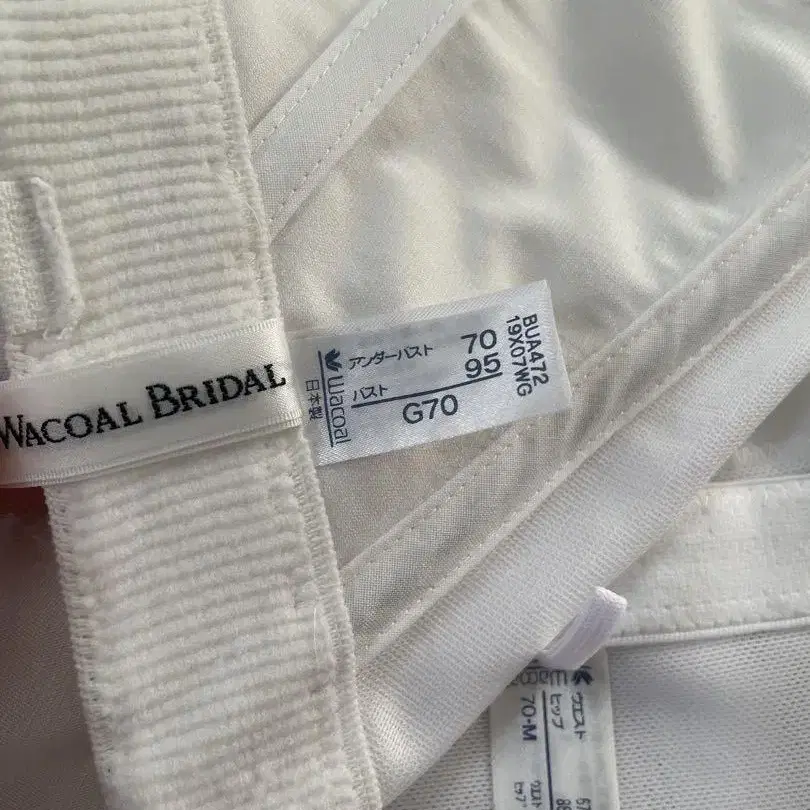 WACOAL BRIDAL
Wacoal
日本製
アンダーバスト 70
バスト 95
G70
BUA472
19X07WG
ウエスト
ヒップ
70-M